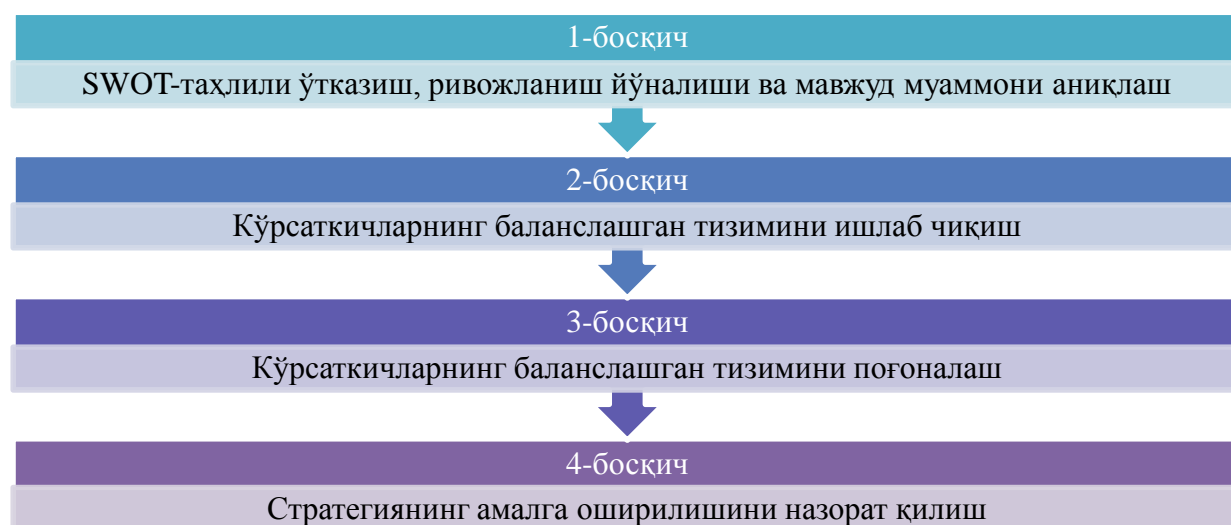 1-босқич
SWOT-таҳлили ўтказиш, ривожланиш йўналиши ва мавжуд муаммони аниқлаш
2-босқич
Кўрсаткичларнинг баланслашган тизимини ишлаб чиқиш
3-босқич
Кўрсаткичларнинг баланслашган тизимини поғоналаш
4-босқич
Стратегиянинг амалга оширилишини назорат қилиш